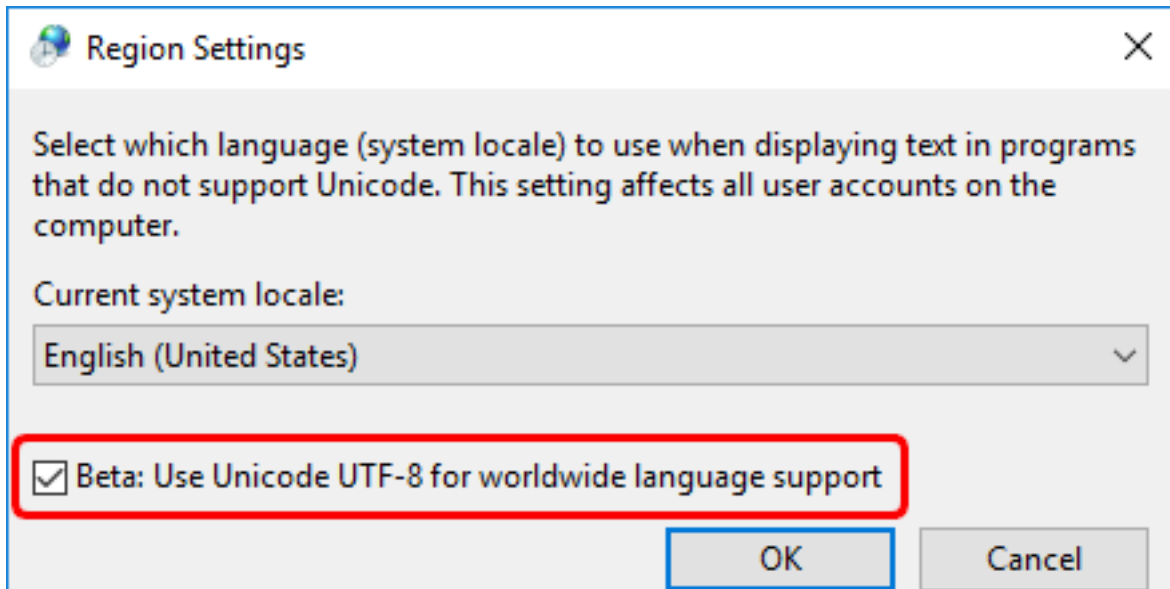 Region Settings
Select which language (system locale) to use when displaying text in programs
that do not support Unicode. This setting affects all user accounts on the
computer.
Current system locale:
English (United States)
Beta: Use Unicode UTF-8 for worldwide language support
OK Cancel